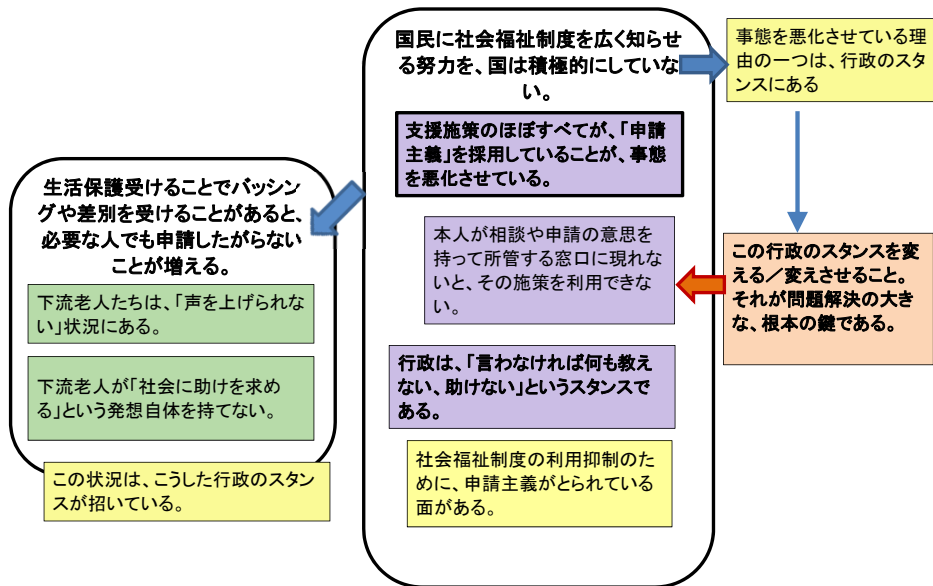 国民に社会福祉制度を広く知らせ
る努力を、国は積極的にしていな
い。
支援施策のほぼすべてが、「申請
主義」を採用していることが、事態
を悪化させている。
本人が相談や申請の意思を
持って所管する窓口に現れな
いと、その施策を利用できな
い。
行政は、「言わなければ何も教え
ない、助けない」というスタンスで
ある。
社会福祉制度の利用抑制のた
めに、申請主義がとられている
面がある。
事態を悪化させている理
由の一つは、行政のスタ
ンスにある
この行政のスタンスを変
える／変えさせること。
それが問題解決の大き
な、根本の鍵である。
生活保護受けることでバッシン
グや差別を受けることがあると、
必要な人でも申請したがらない
ことが増える。
下流老人たちは、「声を上げられ
ない」状況にある。
下流老人が「社会に助けを求め
る」という発想自体を持てない。
この状況は、こうした行政のスタン
スが招いている。